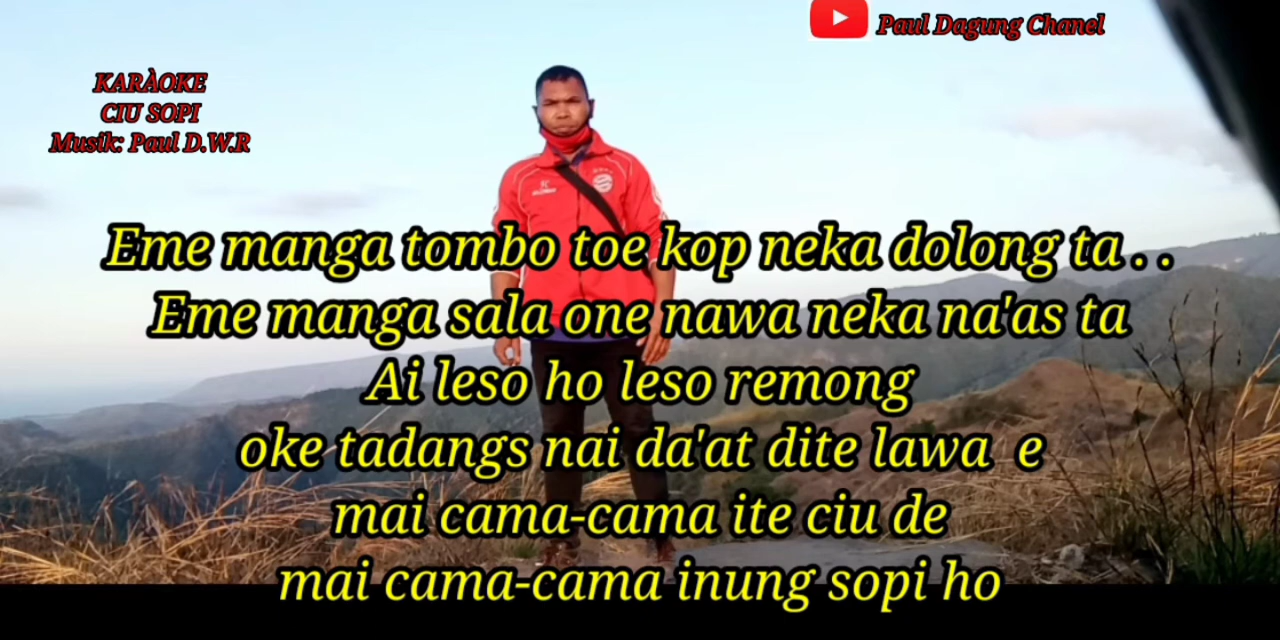 Paul Dagung Chanel
KARÀOKE
CIU SOPI
Musik: Paul D.W.R
Eme manga tombo toe kop neka dolong ta . .
Eme manga sala one nawa neka na'as ta
Ai leso ho leso remong
oke tadangs nai da'at dite lawa e
mai cama-cama ite ciu de
mai cama-cama inung sopi ho